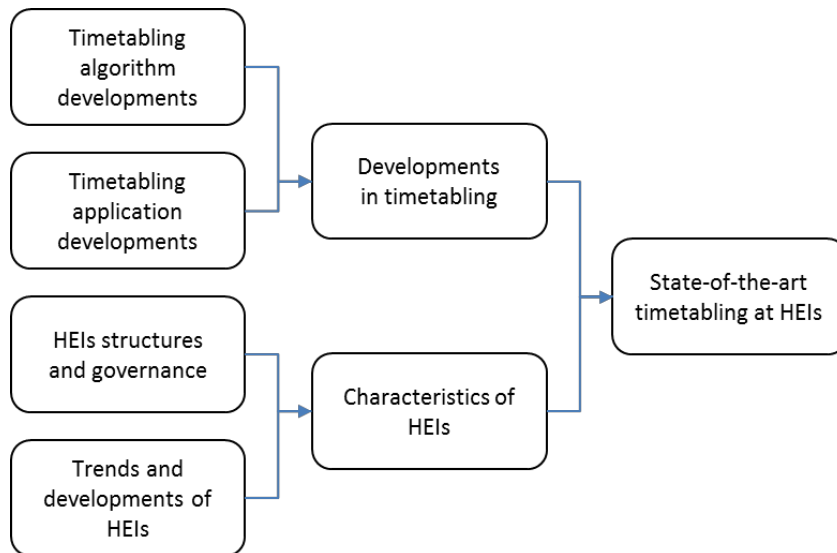 Timetabling
algorithm
developments
Timetabling
application
developments
HEIs structures
and governance
Trends and
developments of
HEIs
Developments
in timetabling
Characteristics of
HEIs
State-of-the-art
timetabling at HEIs